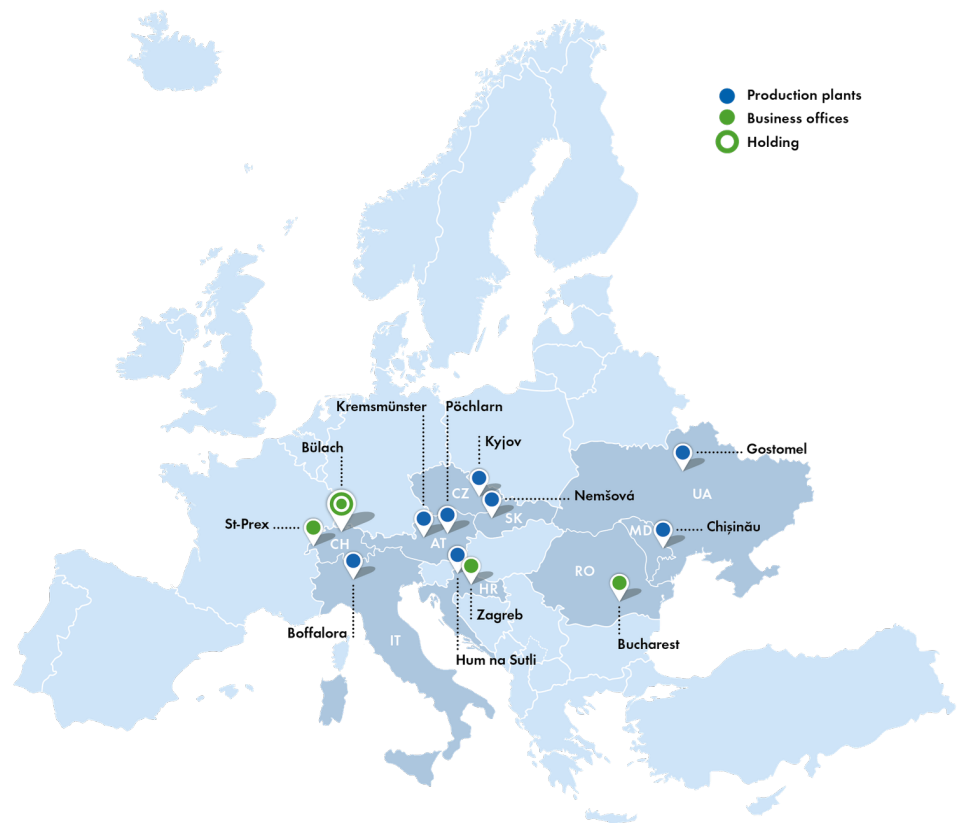 Production plants
Business offices
Holding
Kremsmünster
Pöchlarn
Kyjov
Bülach
Gostomel
CZ
Nemšová
UA
St-Prex
SK
Chișinău
MD
CH
AT
RO
HR
Zagreb
Boffalora
IT
Bucharest
Hum na Sutli